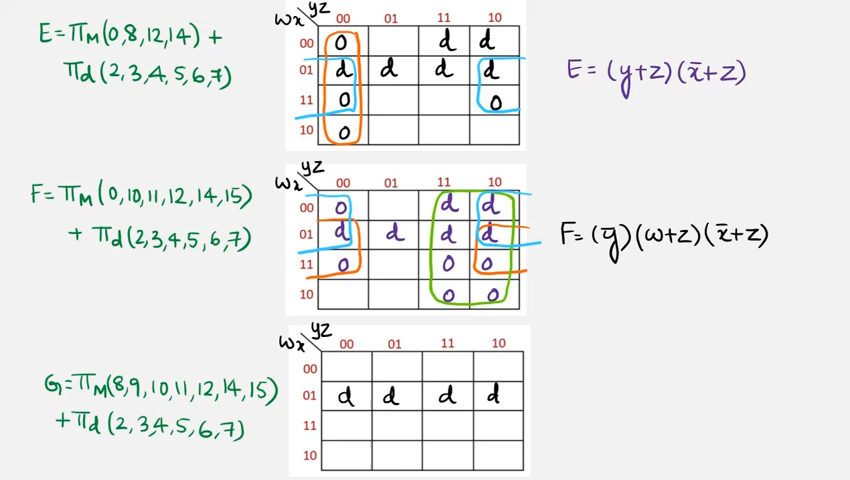 E = πM(0,8,12,14) +
πd(2,3,4,5,6,7)
wx yz
00 01 11 10
00 0 d d
01 d d d d
11 0 0
10 0
E = (y+z)(x̄+z)
F = πM(0,10,11,12,14,15)
+ πd(2,3,4,5,6,7)
wx yz
00 01 11 10
00 0 d d
01 d d d d
11 0 0 0
10 0 0
F = (ȳ)(w+z)(x̄+z)
G = πM(8,9,10,11,12,14,15)
+ πd(2,3,4,5,6,7)
wx yz
00 01 11 10
00
01 d d d d
11
10